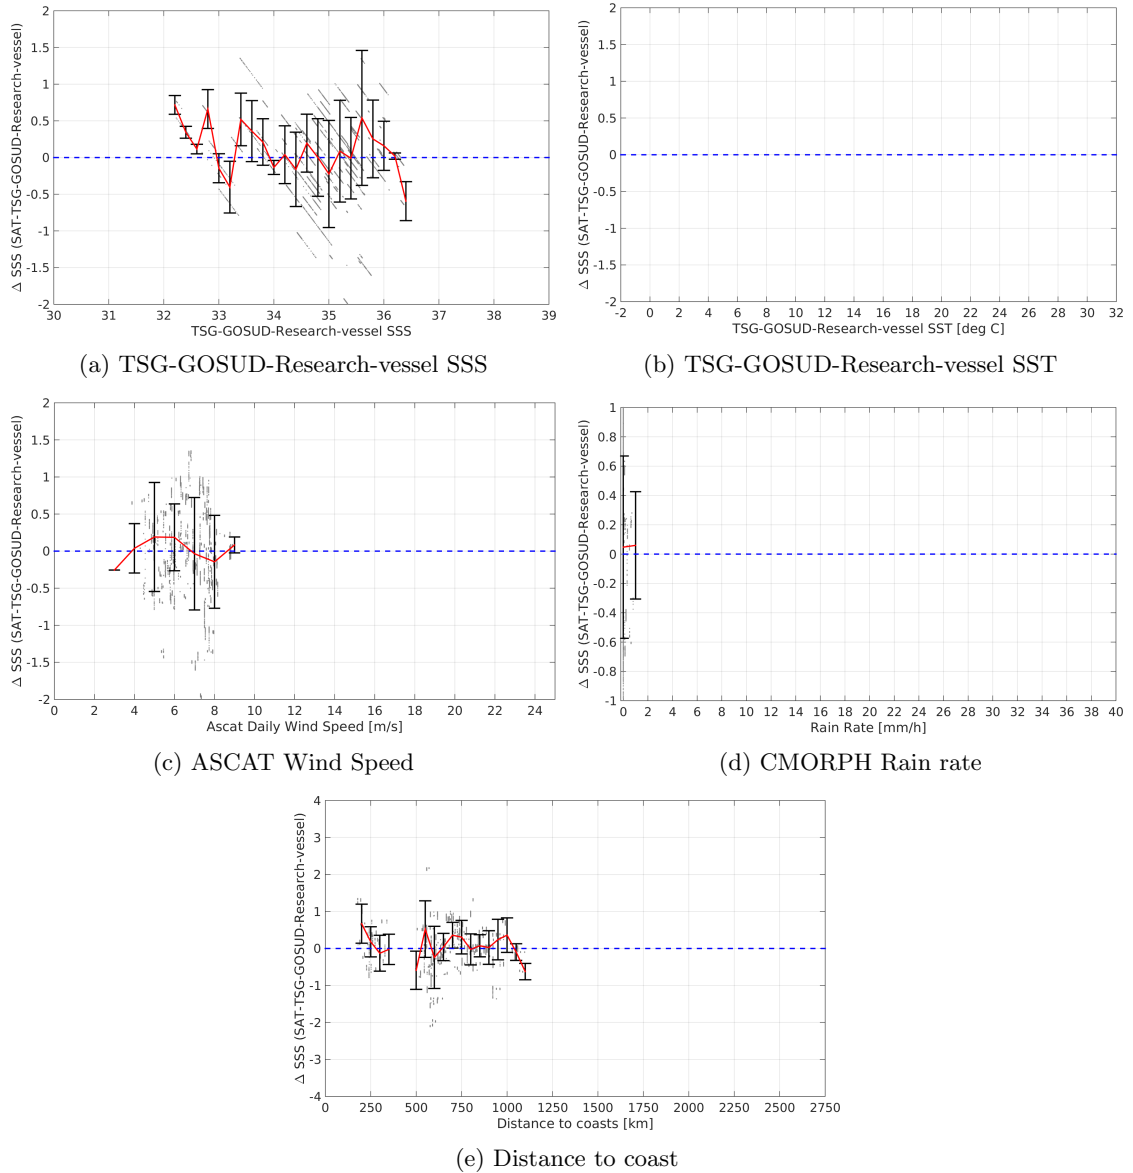 Δ SSS (SAT-TSG-GOSUD-Research-vessel)
2
1.5
1
0.5
0
-0.5
-1
-1.5
-2
30 31 32 33 34 35 36 37 38 39
TSG-GOSUD-Research-vessel SSS
(a) TSG-GOSUD-Research-vessel SSS
Δ SSS (SAT-TSG-GOSUD-Research-vessel)
2
1.5
1
0.5
0
-0.5
-1
-1.5
-2
-2 0 2 4 6 8 10 12 14 16 18 20 22 24 26 28 30 32
TSG-GOSUD-Research-vessel SST [deg C]
(b) TSG-GOSUD-Research-vessel SST
Δ SSS (SAT-TSG-GOSUD-Research-vessel)
2
1.5
1
0.5
0
-0.5
-1
-1.5
-2
0 2 4 6 8 10 12 14 16 18 20 22 24
Ascat Daily Wind Speed [m/s]
(c) ASCAT Wind Speed
Δ SSS (SAT-TSG-GOSUD-Research-vessel)
1
0.8
0.6
0.4
0.2
0
-0.2
-0.4
-0.6
-0.8
-1
0 2 4 6 8 10 12 14 16 18 20 22 24 26 28 30 32 34 36 38 40
Rain Rate [mm/h]
(d) CMORPH Rain rate
Δ SSS (SAT-TSG-GOSUD-Research-vessel)
4
3
2
1
0
-1
-2
-3
-4
0 250 500 750 1000 1250 1500 1750 2000 2250 2500 2750
Distance to coasts [km]
(e) Distance to coast